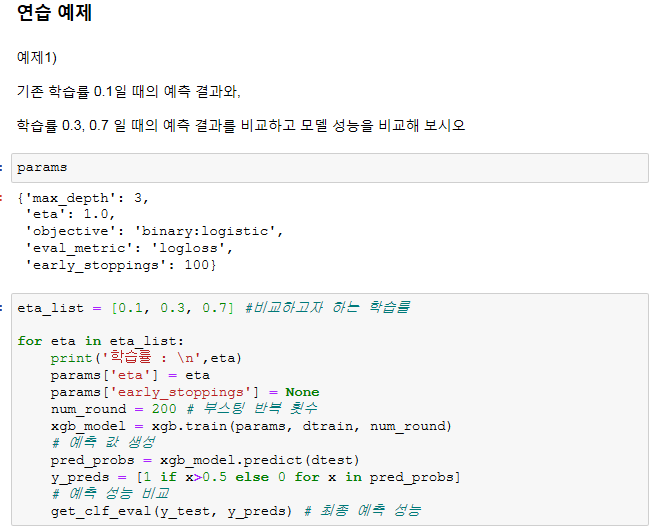 연습 예제
예제1)
기존 학습률 0.1일 때의 예측 결과와,
학습률 0.3, 0.7 일 때의 예측 결과를 비교하고 모델 성능을 비교해 보시오
params
{'max_depth': 3,
 'eta': 1.0,
 'objective': 'binary:logistic',
 'eval_metric': 'logloss',
 'early_stoppings': 100}
eta_list = [0.1, 0.3, 0.7] #비교하고자 하는 학습률
for eta in eta_list:
    print('학습률 : \n',eta)
    params['eta'] = eta
    params['early_stoppings'] = None
    num_round = 200 # 부스팅 반복 횟수
    xgb_model = xgb.train(params, dtrain, num_round)
    # 예측 값 생성
    pred_probs = xgb_model.predict(dtest)
    y_preds = [1 if x>0.5 else 0 for x in pred_probs]
    # 예측 성능 비교
    get_clf_eval(y_test, y_preds) # 최종 예측 성능